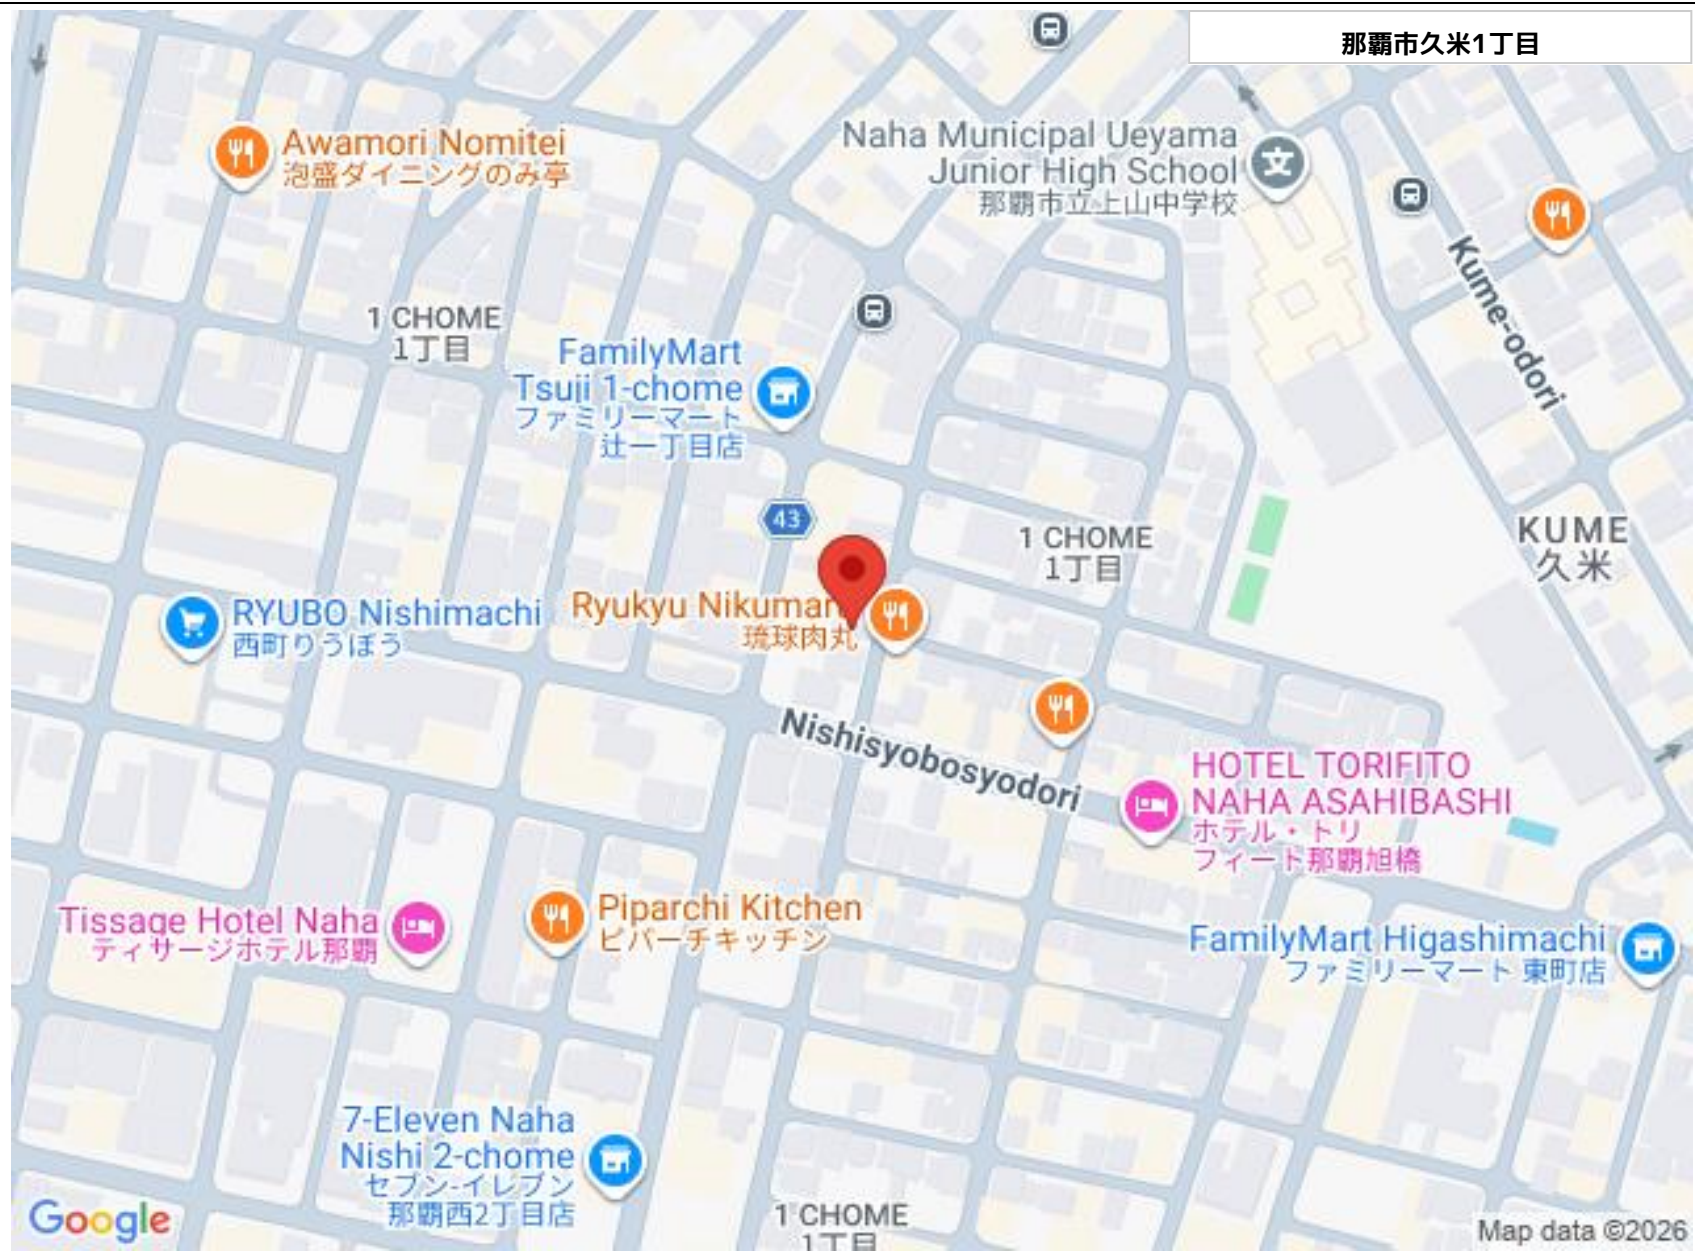 那覇市久米1丁目
Awamori Nomitei
泡盛ダイニングのみ亭
Naha Municipal Ueyama
Junior High School
那覇市立上山中学校
文
Kume-odori
1 CHOME
1丁目
FamilyMart
Tsuji 1-chome
ファミリーマート
辻一丁目店
43
1 CHOME
1丁目
KUME
久米
RYUBO Nishimachi
西町りうぼう
Ryukyu Nikuman
琉球肉丸
Nishisyobosyodori
HOTEL TORIFITO
NAHA ASAHIBASHI
ホテル・トリ
フィート那覇旭橋
Tissage Hotel Naha
ティサージホテル那覇
Piparchi Kitchen
ピパーチキッチン
FamilyMart Higashimachi
ファミリーマート 東町店
7-Eleven Naha
Nishi 2-chome
セブン-イレブン
那覇西2丁目店
1 CHOME
1丁目
Google
Map data ©2026